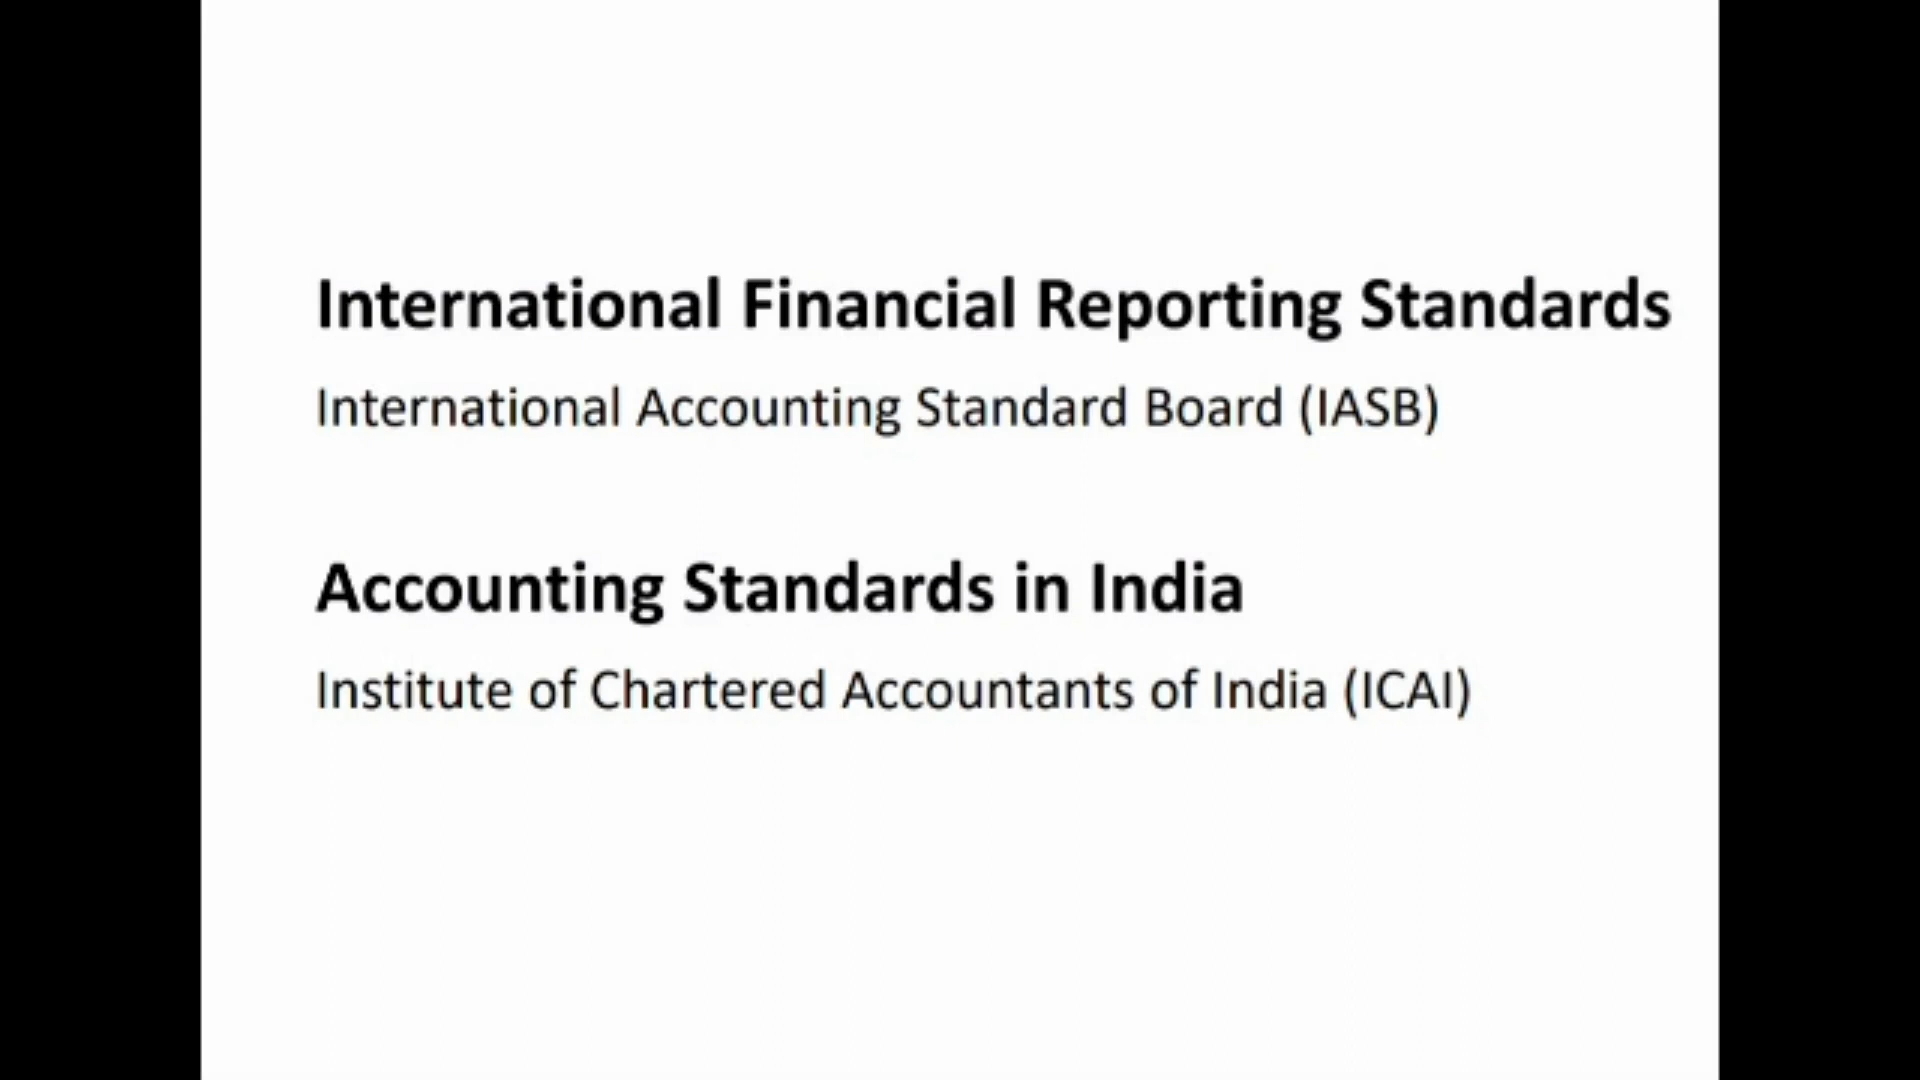 International Financial Reporting Standards
International Accounting Standard Board (IASB)
Accounting Standards in India
Institute of Chartered Accountants of India (ICAI)